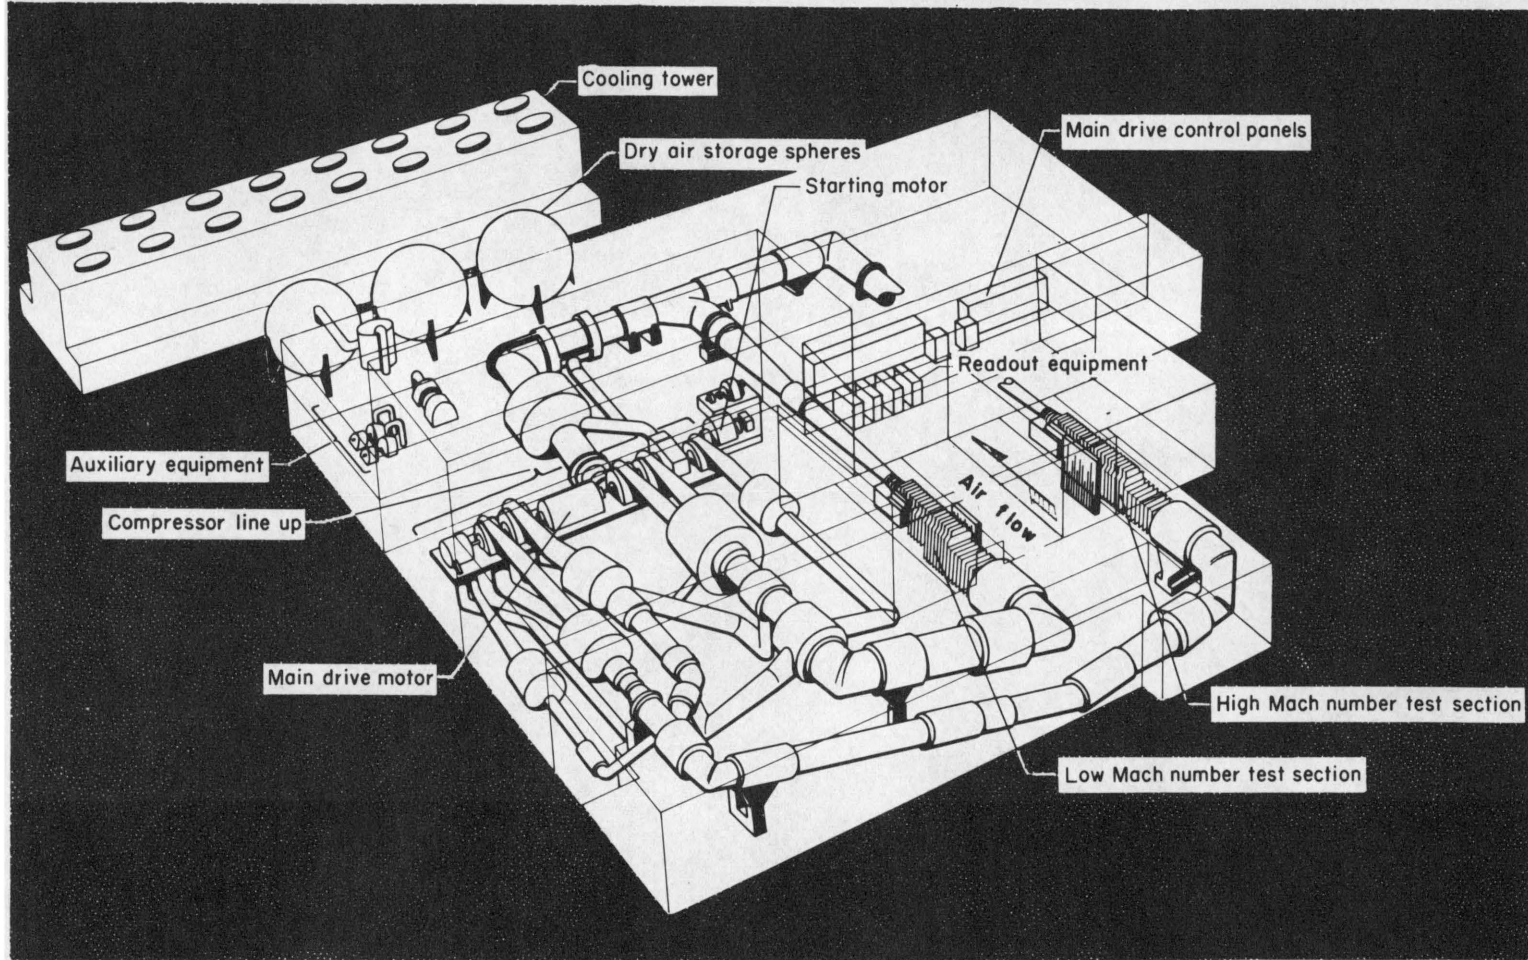 Cooling tower
Main drive control panels
Dry air storage spheres
Starting motor
Readout equipment
Auxiliary equipment
Air flow
Compressor line up
Main drive motor
High Mach number test section
Low Mach number test section